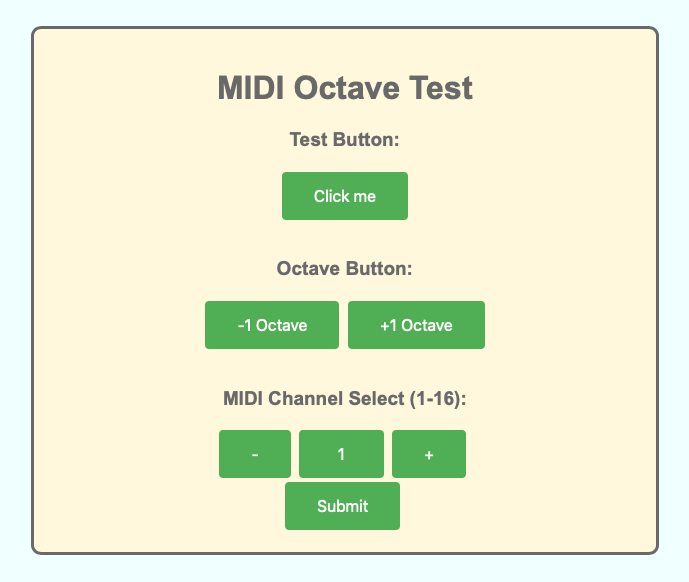 MIDI Octave Test
Test Button:
Click me
Octave Button:
-1 Octave +1 Octave
MIDI Channel Select (1-16):
- 1 +
Submit